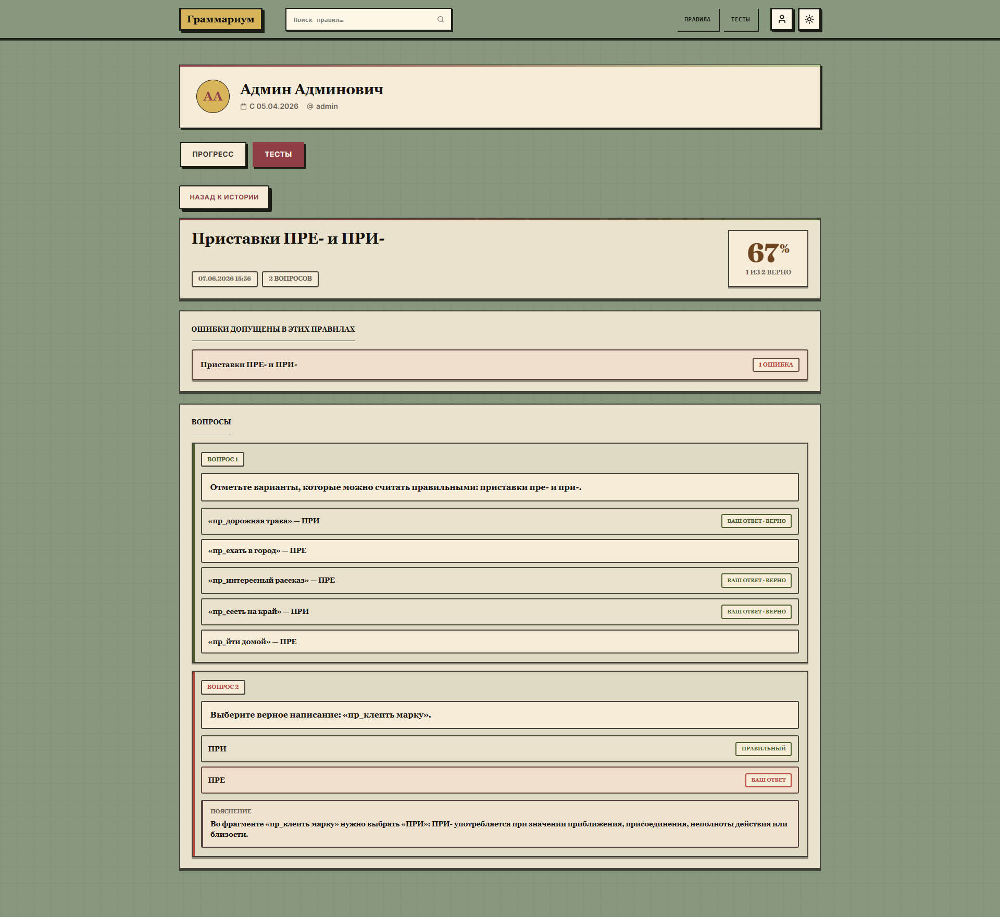 Граммариум
Поиск правил…
ПРАВИЛА
ТЕСТЫ
АА
Админ Админович
С 05.04.2026
admin
ПРОГРЕСС
ТЕСТЫ
НАЗАД К ИСТОРИИ
Приставки ПРЕ- и ПРИ-
67%
1 ИЗ 2 ВЕРНО
07.06.2026 15:36
2 ВОПРОСОВ
ОШИБКИ ДОПУЩЕНЫ В ЭТИХ ПРАВИЛАХ
Приставки ПРЕ- и ПРИ-
1 ОШИБКА
ВОПРОСЫ
ВОПРОС 1
Отметьте варианты, которые можно считать правильными: приставки пре- и при-.
«пр_дорожная трава» — ПРИ
ВАШ ОТВЕТ · ВЕРНО
«пр_ехать в город» — ПРЕ
«пр_интересный рассказ» — ПРЕ
ВАШ ОТВЕТ · ВЕРНО
«пр_сесть на край» — ПРИ
ВАШ ОТВЕТ · ВЕРНО
«пр_йти домой» — ПРЕ
ВОПРОС 2
Выберите верное написание: «пр_клеить марку».
ПРИ
ПРАВИЛЬНЫЙ
ПРЕ
ВАШ ОТВЕТ
ПОЯСНЕНИЕ
Во фрагменте «пр_клеить марку» нужно выбрать «ПРИ»: ПРИ- употребляется при значении приближения, присоединения, неполноты действия или
близости.